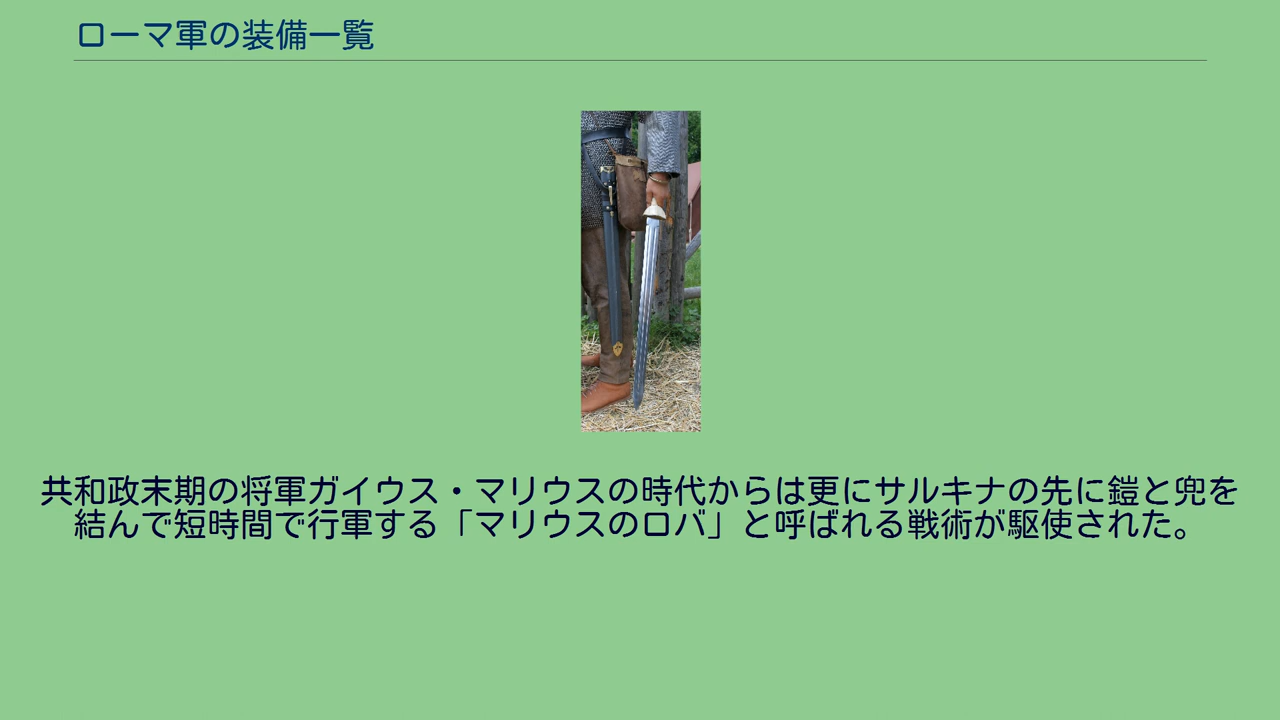 ローマ軍の装備一覧
共和政末期の将軍ガイウス・マリウスの時代からは更にサルキナの先に鎧と兜を
結んで短時間で行軍する「マリウスのロバ」と呼ばれる戦術が駆使された。